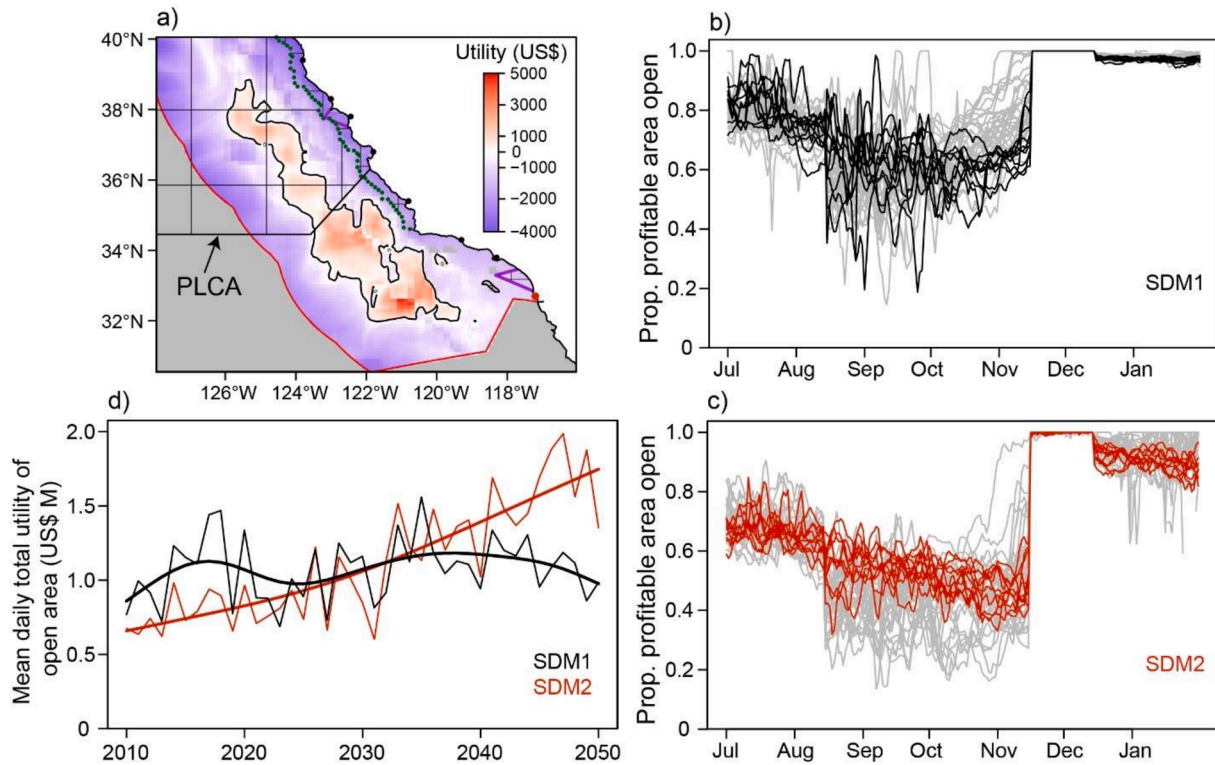 a)
40°N
38°N
36°N
34°N
32°N
126°W
124°W
122°W
120°W
118°W
Utility (US$)
5000
3000
1000
0
−1000
−2000
−4000
PLCA
b)
Prop. profitable area open
1.0
0.8
0.6
0.4
0.2
0
Jul
Aug
Sep
Oct
Nov
Dec
Jan
SDM1
d)
Mean daily total utility of
open area (US$ M)
2.0
1.5
1.0
0.5
0
2010
2020
2030
2040
2050
SDM1
SDM2
c)
Prop. profitable area open
1.0
0.8
0.6
0.4
0.2
0
Jul
Aug
Sep
Oct
Nov
Dec
Jan
SDM2